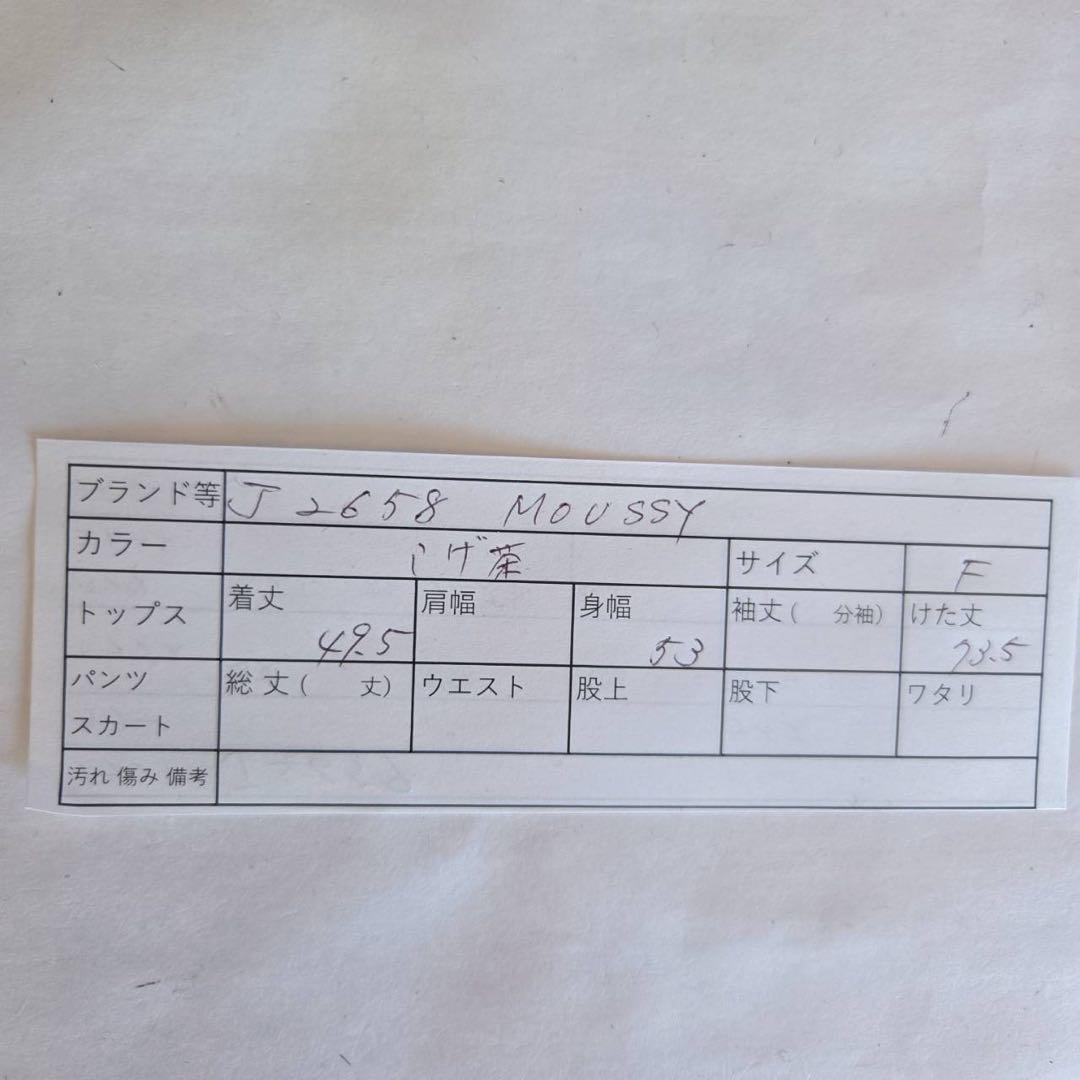 ブランド等 J 2658 MOUSSY
カラー こげ茶 サイズ F
トップス 着丈 49.5 肩幅 身幅 53 袖丈( 分袖) けた丈 73.5
パンツ スカート 総丈( 丈) ウエスト 股上 股下 ワタリ
汚れ 傷み 備考